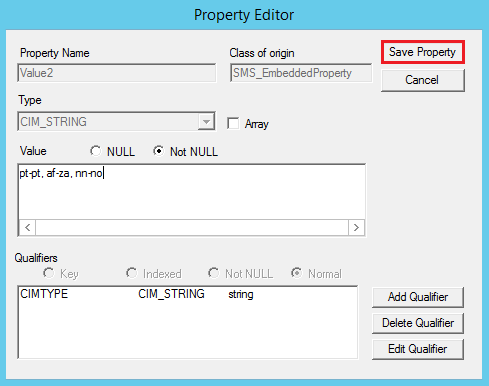 Property Editor
Property Name
Class of origin
Save Property
Value2
SMS_EmbeddedProperty
Cancel
Type
CIM_STRING
Array
Value
NULL
Not NULL
pt-pt, af-za, nn-no
Qualifiers
Key
Indexed
Not NULL
Normal
CIMTYPE CIM_STRING string
Add Qualifier
Delete Qualifier
Edit Qualifier